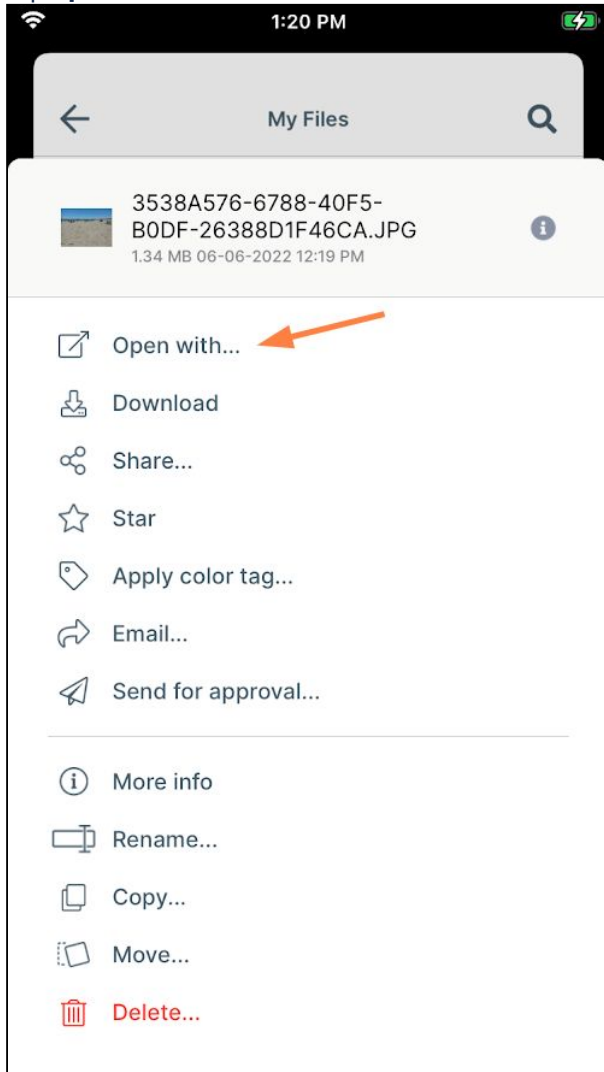 1:20 PM
My Files
3538A576-6788-40F5-
B0DF-26388D1F46CA.JPG
1.34 MB 06-06-2022 12:19 PM
Open with...
Download
Share...
Star
Apply color tag...
Email...
Send for approval...
More info
Rename...
Copy...
Move...
Delete...